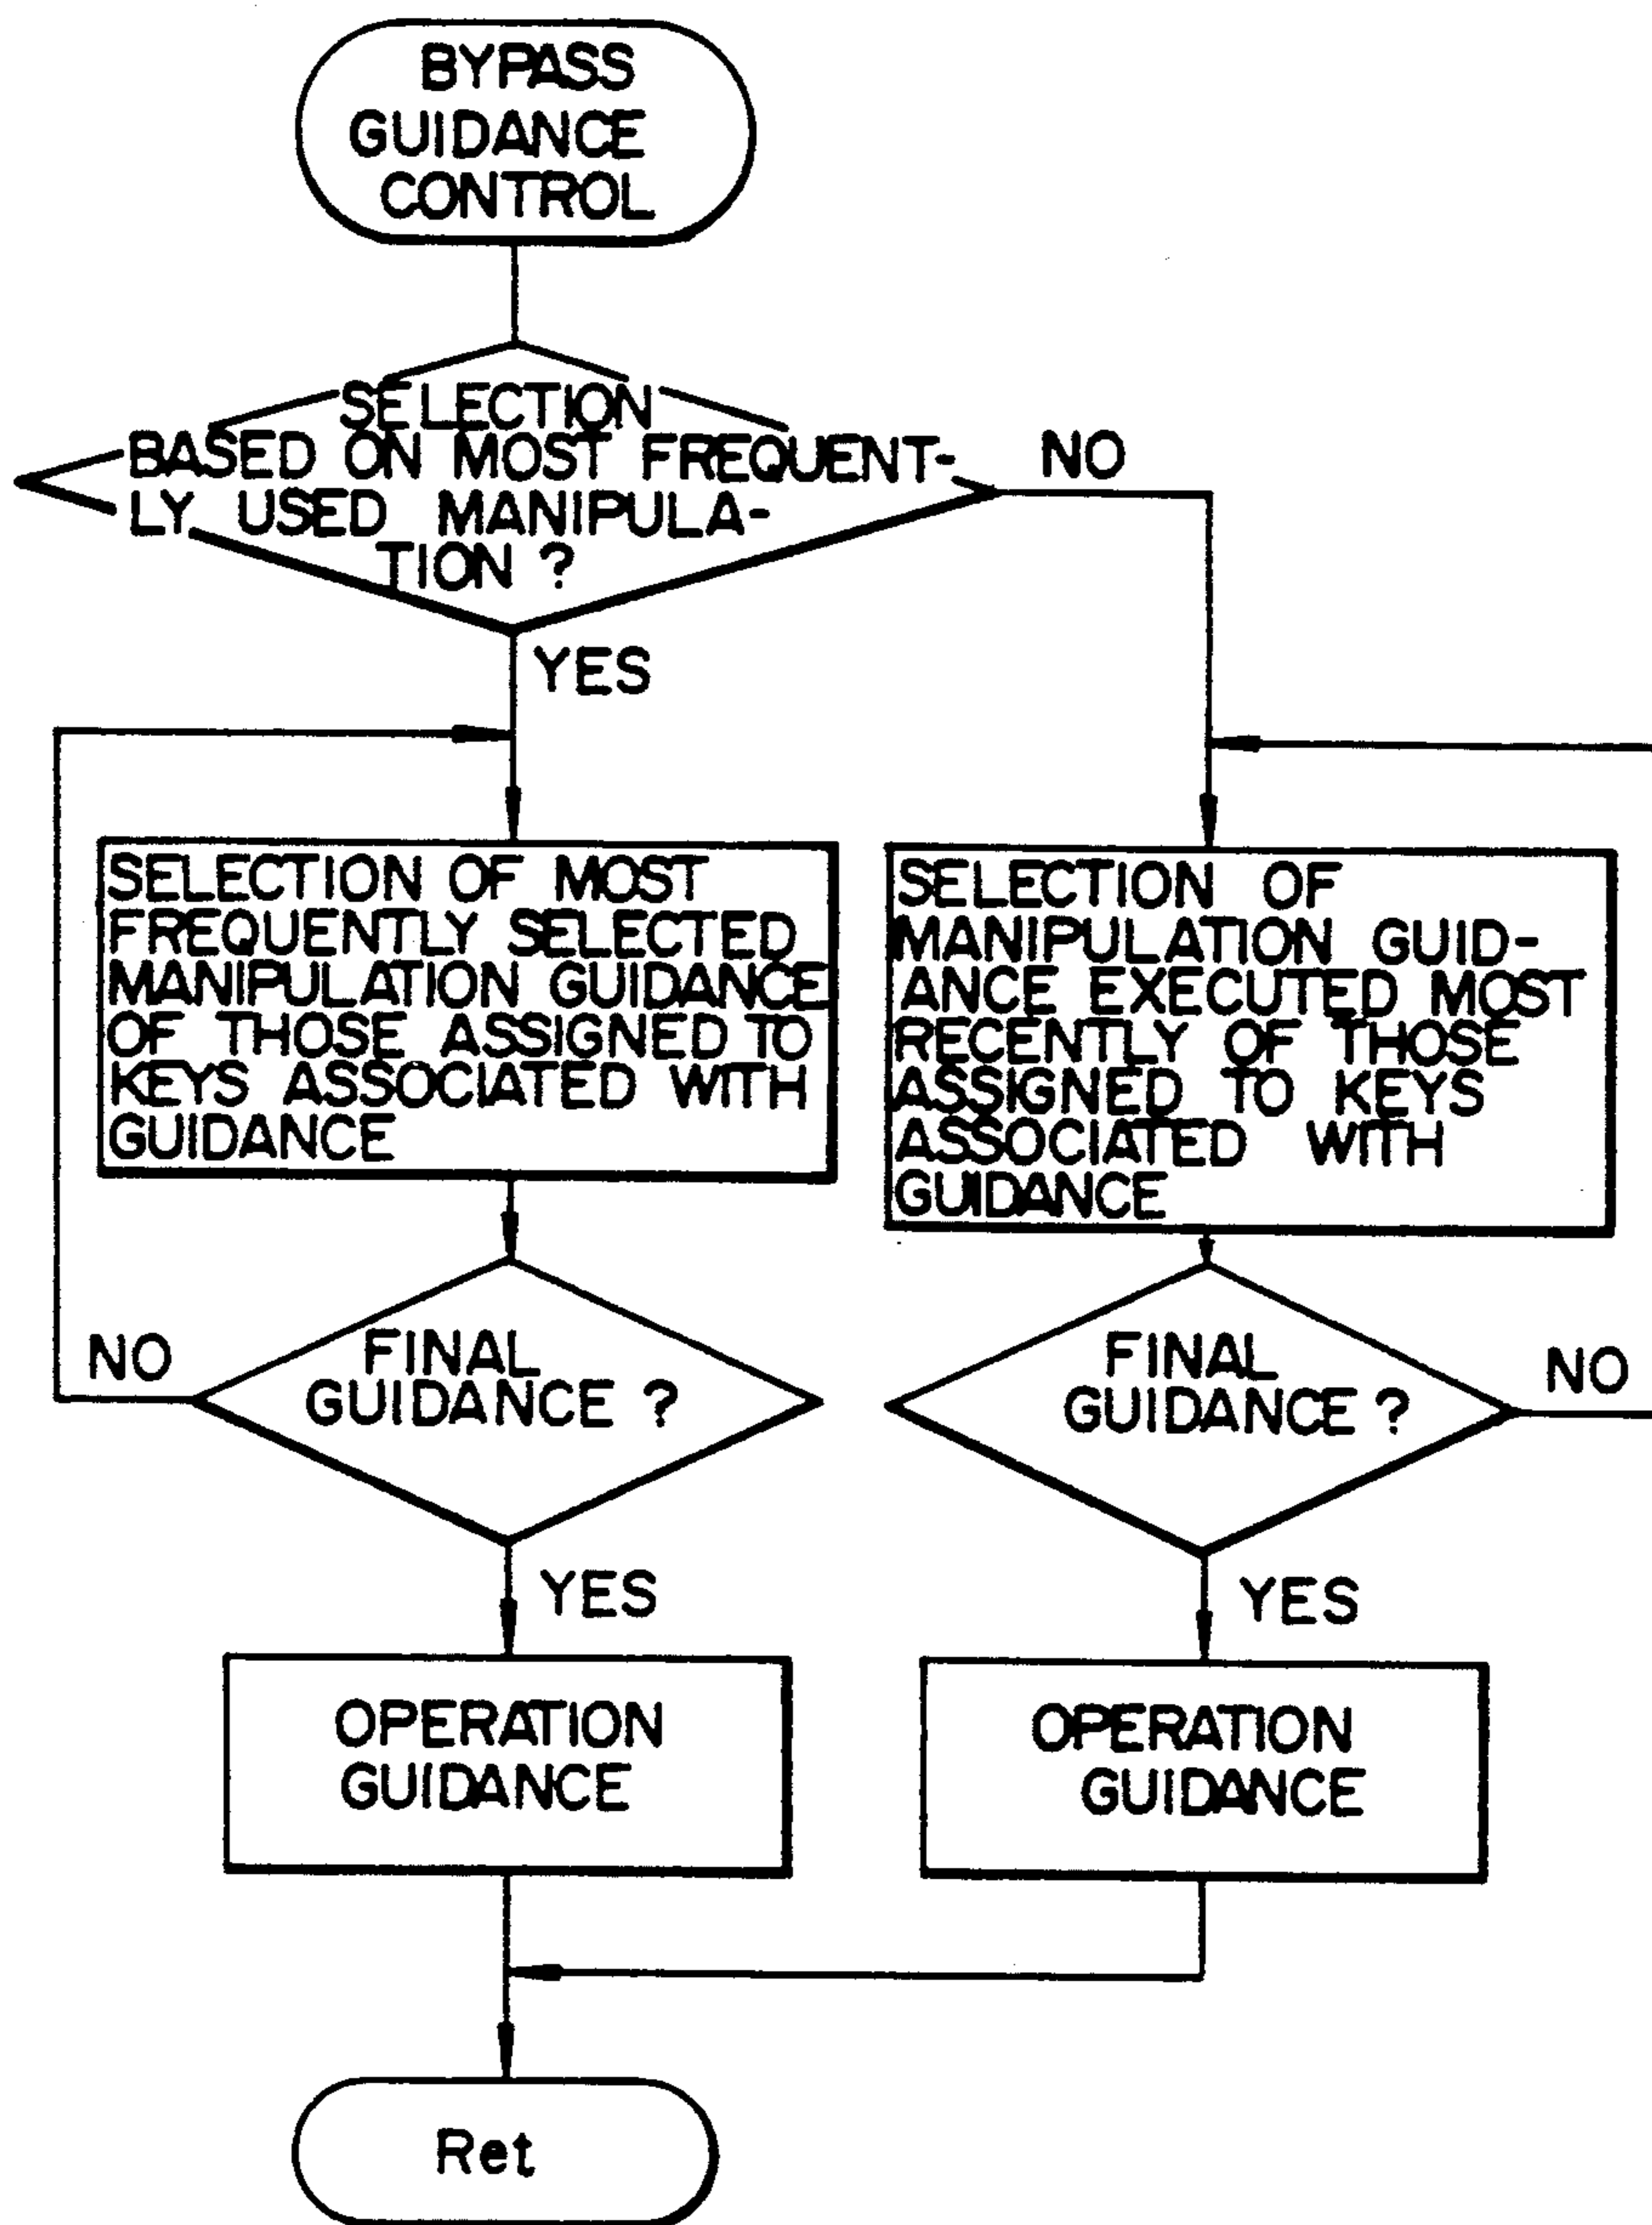 BYPASS
GUIDANCE
CONTROL
SELECTION
BASED ON MOST FREQUENT-
LY USED MANIPULA-
TION ?
NO
YES
SELECTION OF MOST
FREQUENTLY SELECTED
MANIPULATION GUIDANCE
OF THOSE ASSIGNED TO
KEYS ASSOCIATED WITH
GUIDANCE
SELECTION OF
MANIPULATION GUID-
ANCE EXECUTED MOST
RECENTLY OF THOSE
ASSIGNED TO KEYS
ASSOCIATED WITH
GUIDANCE
NO
FINAL
GUIDANCE ?
FINAL
GUIDANCE ?
NO
YES
YES
OPERATION
GUIDANCE
OPERATION
GUIDANCE
Ret